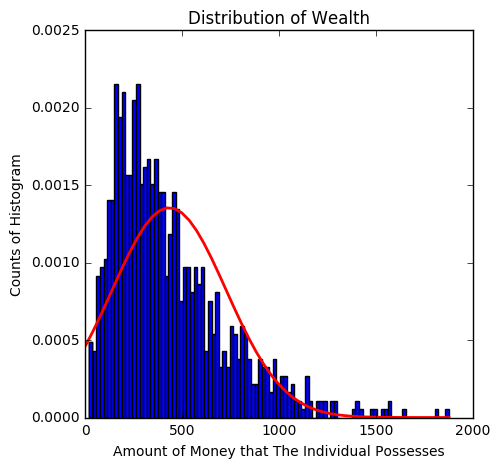 Distribution of Wealth
0.0025
0.0020
0.0015
0.0010
0.0005
0.0000
Counts of Histogram
0 500 1000 1500 2000
Amount of Money that The Individual Possesses